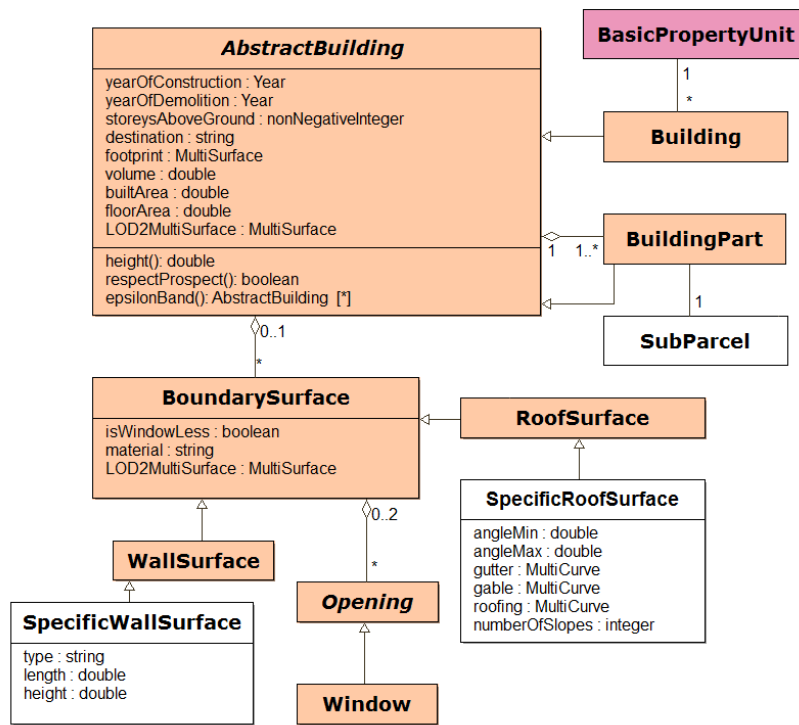 AbstractBuilding
yearOfConstruction : Year
yearOfDemolition : Year
storeysAboveGround : nonNegativeInteger
destination : string
footprint : MultiSurface
volume : double
builtArea : double
floorArea : double
LOD2MultiSurface : MultiSurface
height(): double
respectProspect(): boolean
epsilonBand(): AbstractBuilding [*]
BasicPropertyUnit
1
*
Building
1
1..*
BuildingPart
1
SubParcel
0..1
*
BoundarySurface
isWindowLess : boolean
material : string
LOD2MultiSurface : MultiSurface
RoofSurface
SpecificRoofSurface
angleMin : double
angleMax : double
gutter : MultiCurve
gable : MultiCurve
roofing : MultiCurve
numberOfSlopes : integer
0..2
*
WallSurface
SpecificWallSurface
type : string
length : double
height : double
Opening
Window